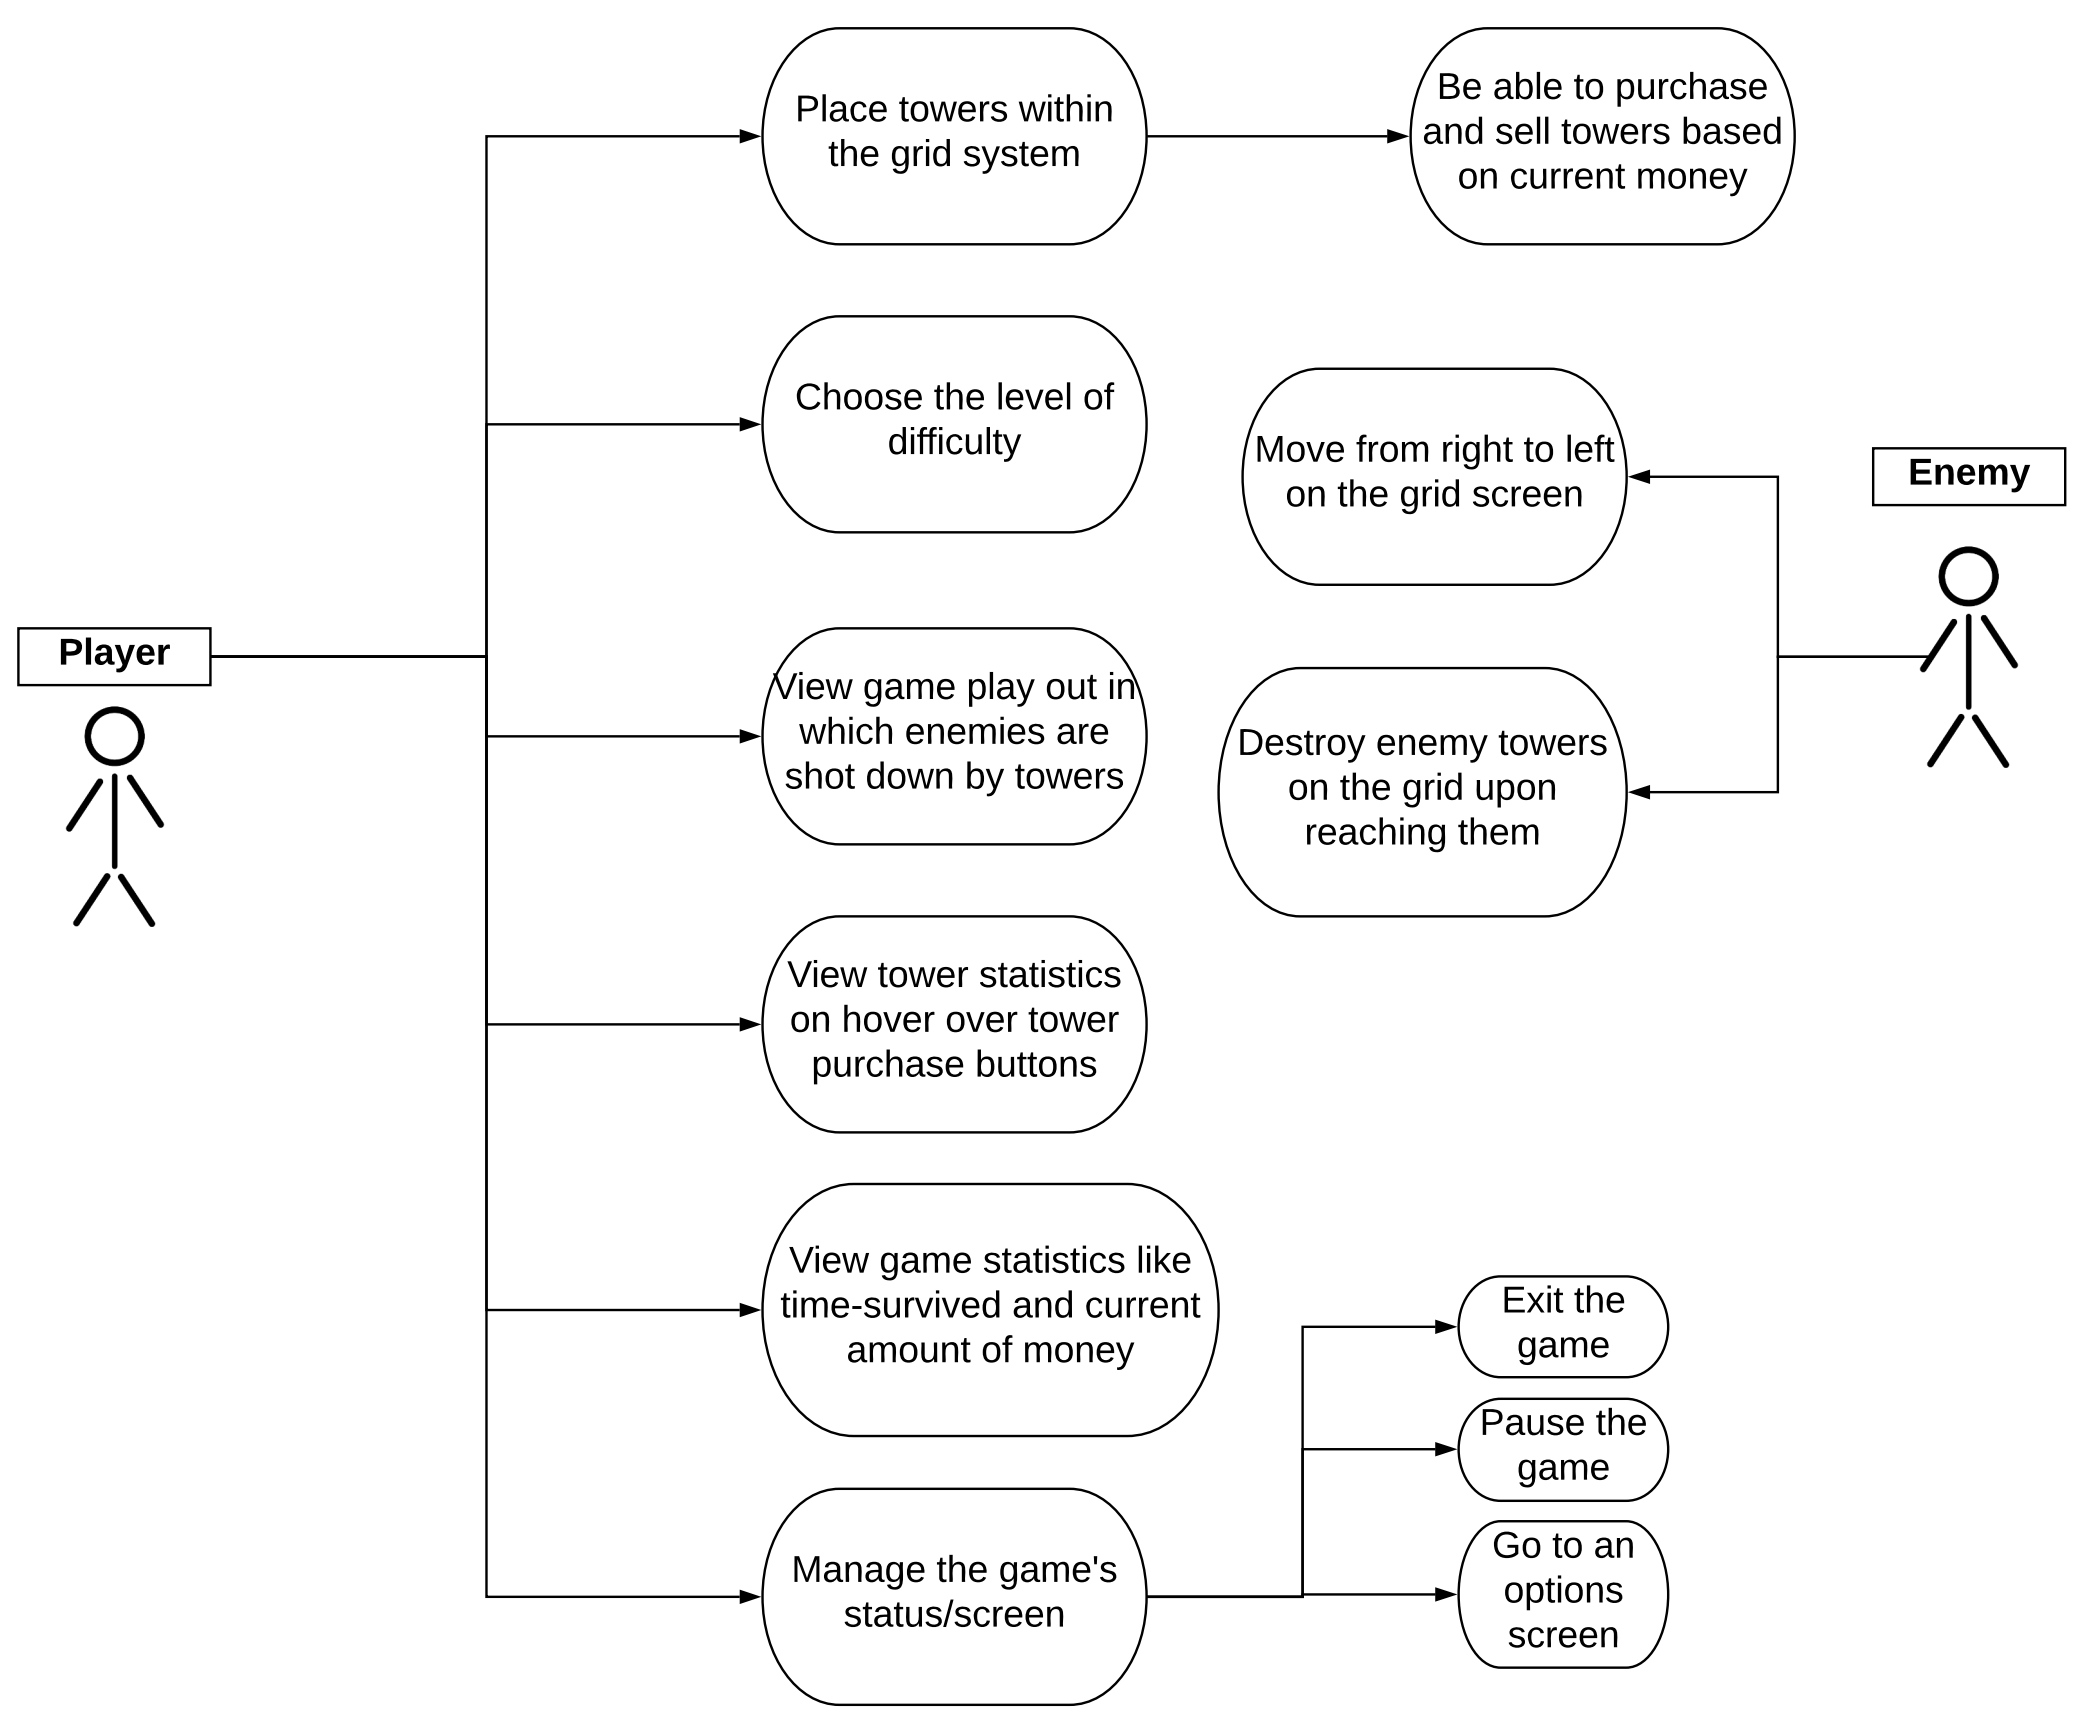 Place towers within
the grid system
Be able to purchase
and sell towers based
on current money
Choose the level of
difficulty
Move from right to left
on the grid screen
Enemy
Player
View game play out in
which enemies are
shot down by towers
Destroy enemy towers
on the grid upon
reaching them
View tower statistics
on hover over tower
purchase buttons
View game statistics like
time-survived and current
amount of money
Exit the
game
Pause the
game
Manage the game's
status/screen
Go to an
options
screen